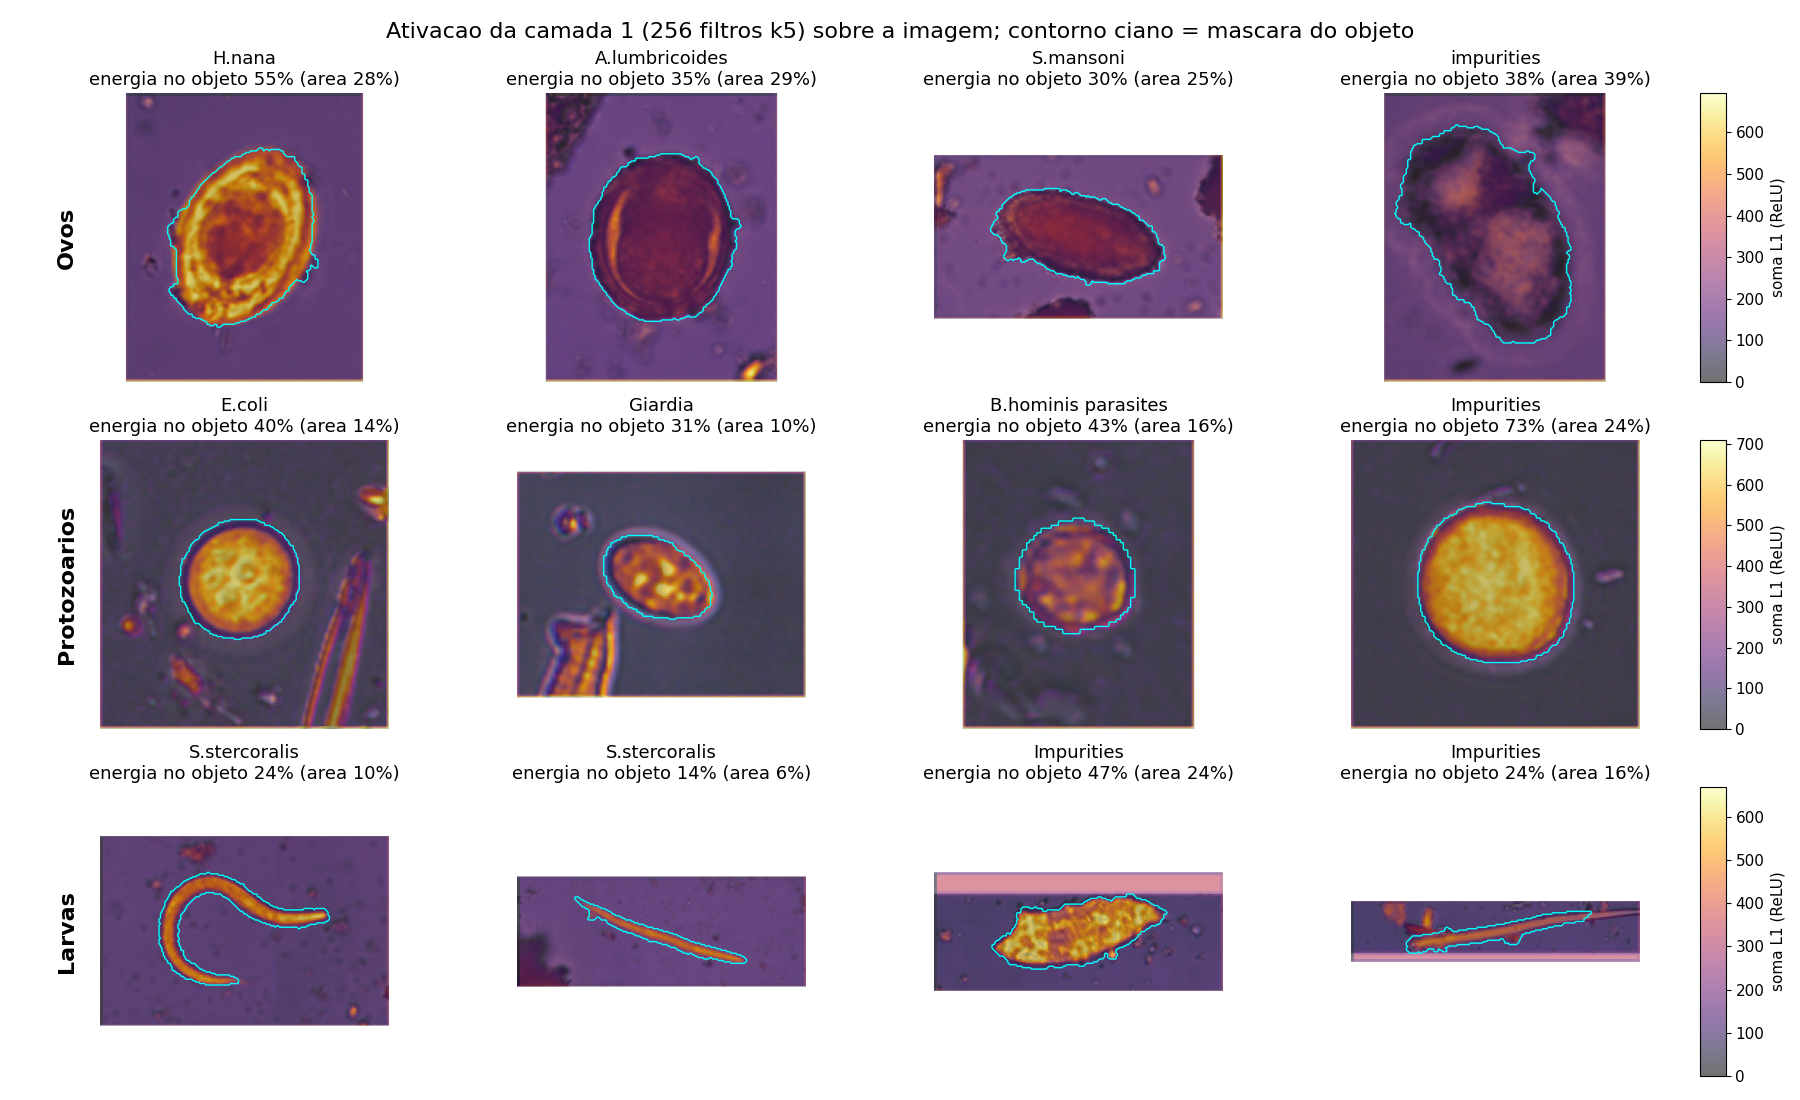 Ativacao da camada 1 (256 filtros k5) sobre a imagem; contorno ciano = mascara do objeto
H.nana
energia no objeto 55% (area 28%)
A.lumbricoides
energia no objeto 35% (area 29%)
S.mansoni
energia no objeto 30% (area 25%)
impurities
energia no objeto 38% (area 39%)
Ovos
600
500
400
300
200
100
0
soma L1 (ReLU)
E.coli
energia no objeto 40% (area 14%)
Giardia
energia no objeto 31% (area 10%)
B.hominis parasites
energia no objeto 43% (area 16%)
Impurities
energia no objeto 73% (area 24%)
Protozoarios
700
600
500
400
300
200
100
0
soma L1 (ReLU)
S.stercoralis
energia no objeto 24% (area 10%)
S.stercoralis
energia no objeto 14% (area 6%)
Impurities
energia no objeto 47% (area 24%)
Impurities
energia no objeto 24% (area 16%)
Larvas
600
500
400
300
200
100
0
soma L1 (ReLU)